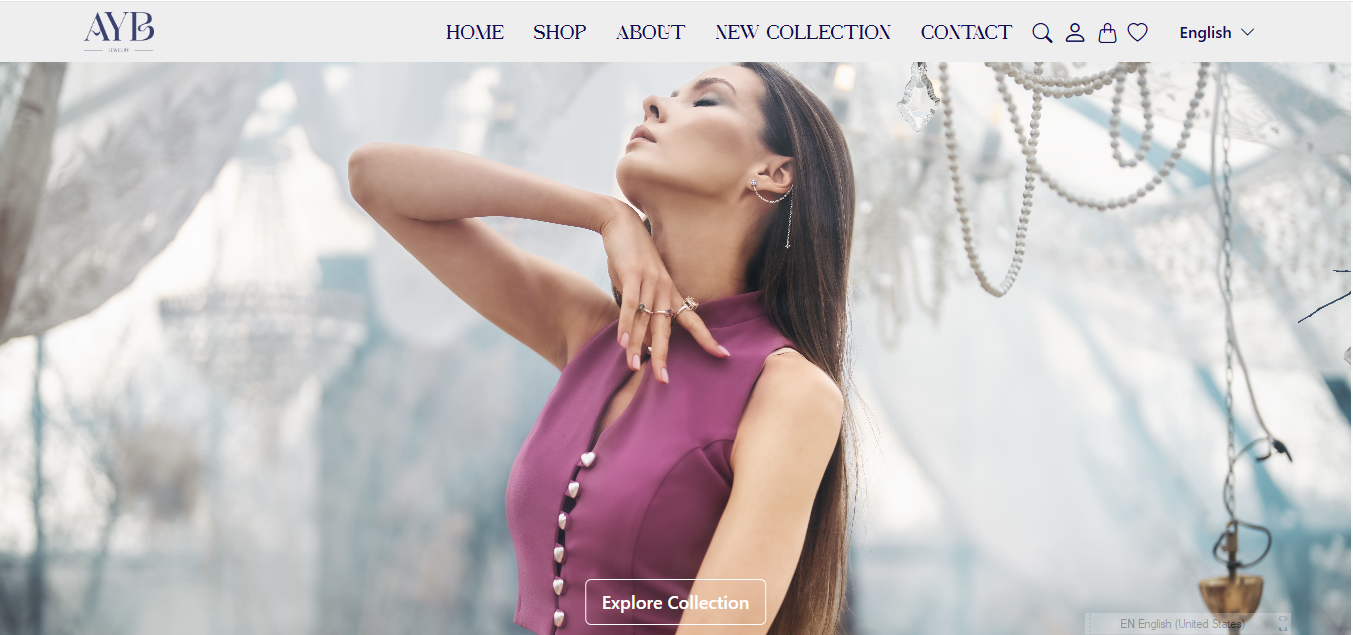 AYB
JEWELRY
HOME SHOP ABOUT NEW COLLECTION CONTACT English
Explore Collection
EN English (United States)